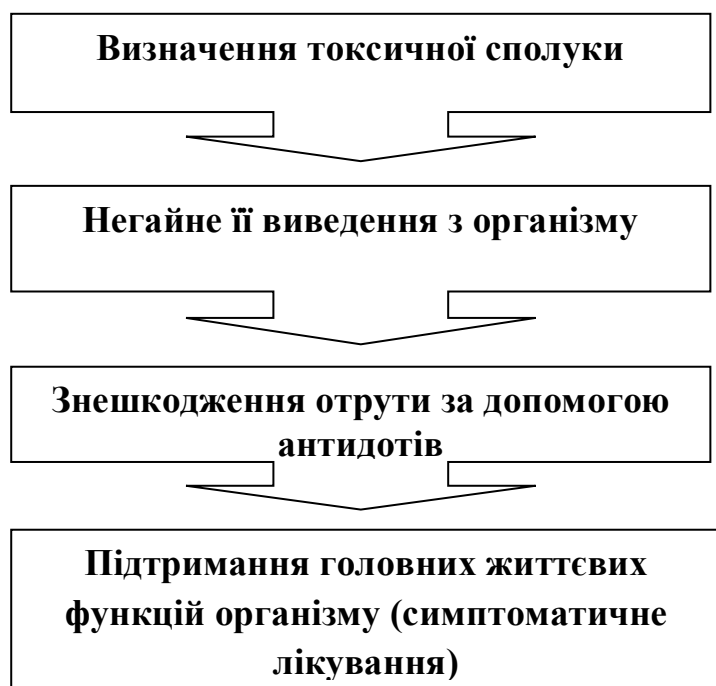 Визначення токсичної сполуки
Негайне її виведення з організму
Знешкодження отрути за допомогою
антидотів
Підтримання головних життєвих
функцій організму (симптоматичне
лікування)